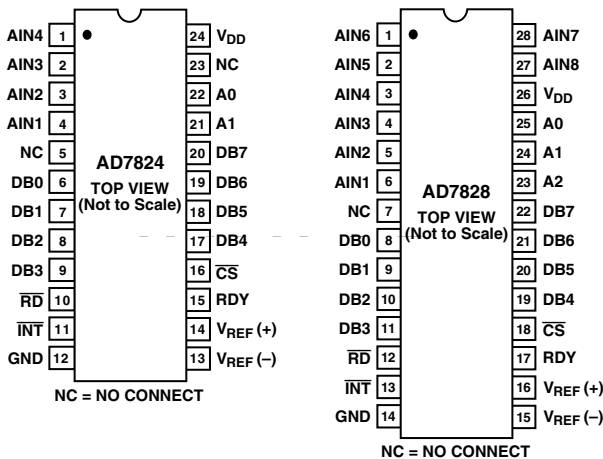 AIN4 1 24 VDD
AIN3 2 23 NC
AIN2 3 22 A0
AIN1 4 21 A1
NC 5 20 DB7
DB0 6 19 DB6
DB1 7 18 DB5
DB2 8 17 DB4
DB3 9 16 C̅S̅
R̅D̅ 10 15 RDY
I̅N̅T̅ 11 14 VREF (+)
GND 12 13 VREF (–)
AD7824
TOP VIEW
(Not to Scale)
NC = NO CONNECT
AIN6 1 28 AIN7
AIN5 2 27 AIN8
AIN4 3 26 VDD
AIN3 4 25 A0
AIN2 5 24 A1
AIN1 6 23 A2
NC 7 22 DB7
DB0 8 21 DB6
DB1 9 20 DB5
DB2 10 19 DB4
DB3 11 18 C̅S̅
R̅D̅ 12 17 RDY
I̅N̅T̅ 13 16 VREF (+)
GND 14 15 VREF (–)
AD7828
TOP VIEW
(Not to Scale)
NC = NO CONNECT